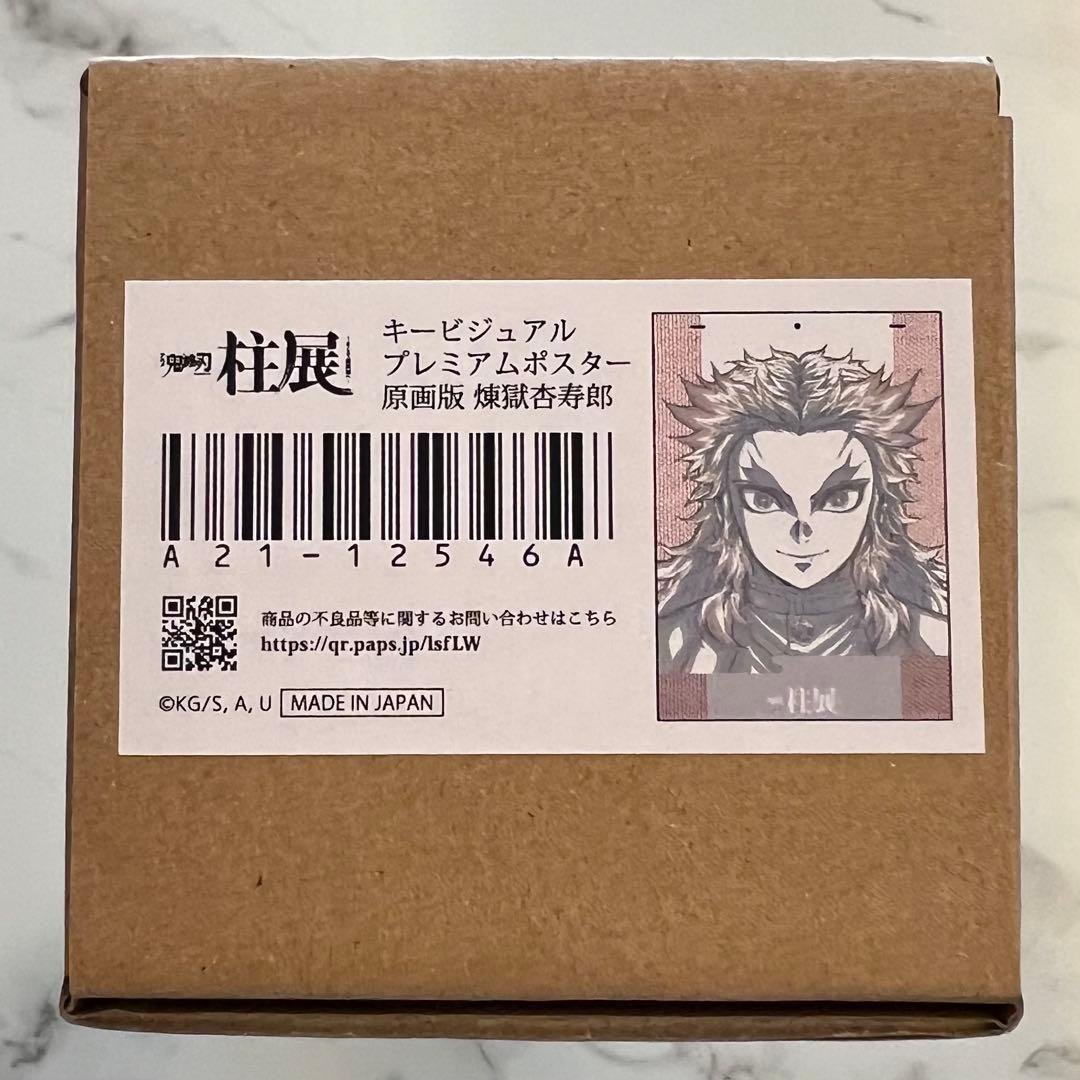 鬼滅の刃 柱展
キービジュアル
プレミアムポスター
原画版 煉獄杏寿郎
A21-12546A
商品の不良品等に関するお問い合わせはこちら
https://qr.paps.jp/lsfLW
©KG/S, A, U MADE IN JAPAN
柱展